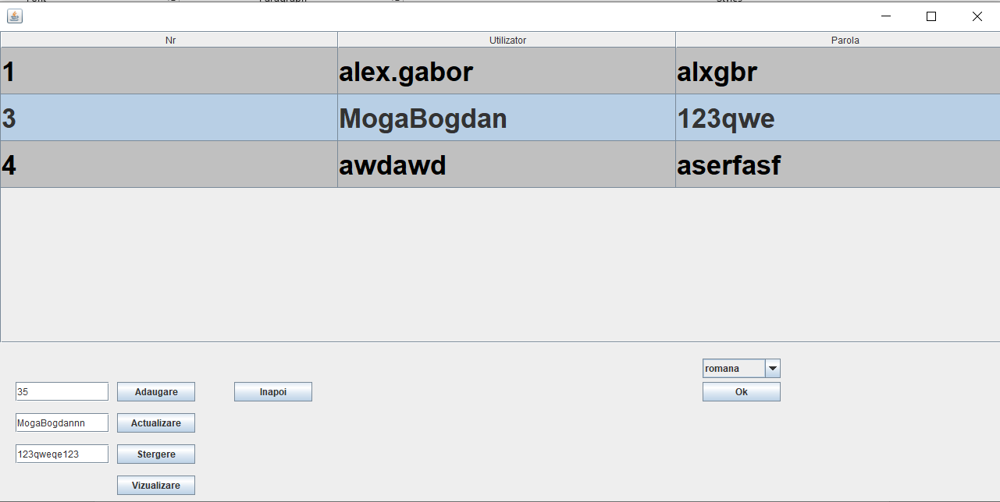 Nr Utilizator Parola
1 alex.gabor alxgbr
3 MogaBogdan 123qwe
4 awdawd aserfasf
romana
35 Adaugare Inapoi Ok
MogaBogdannn Actualizare
123qweqe123 Stergere
Vizualizare